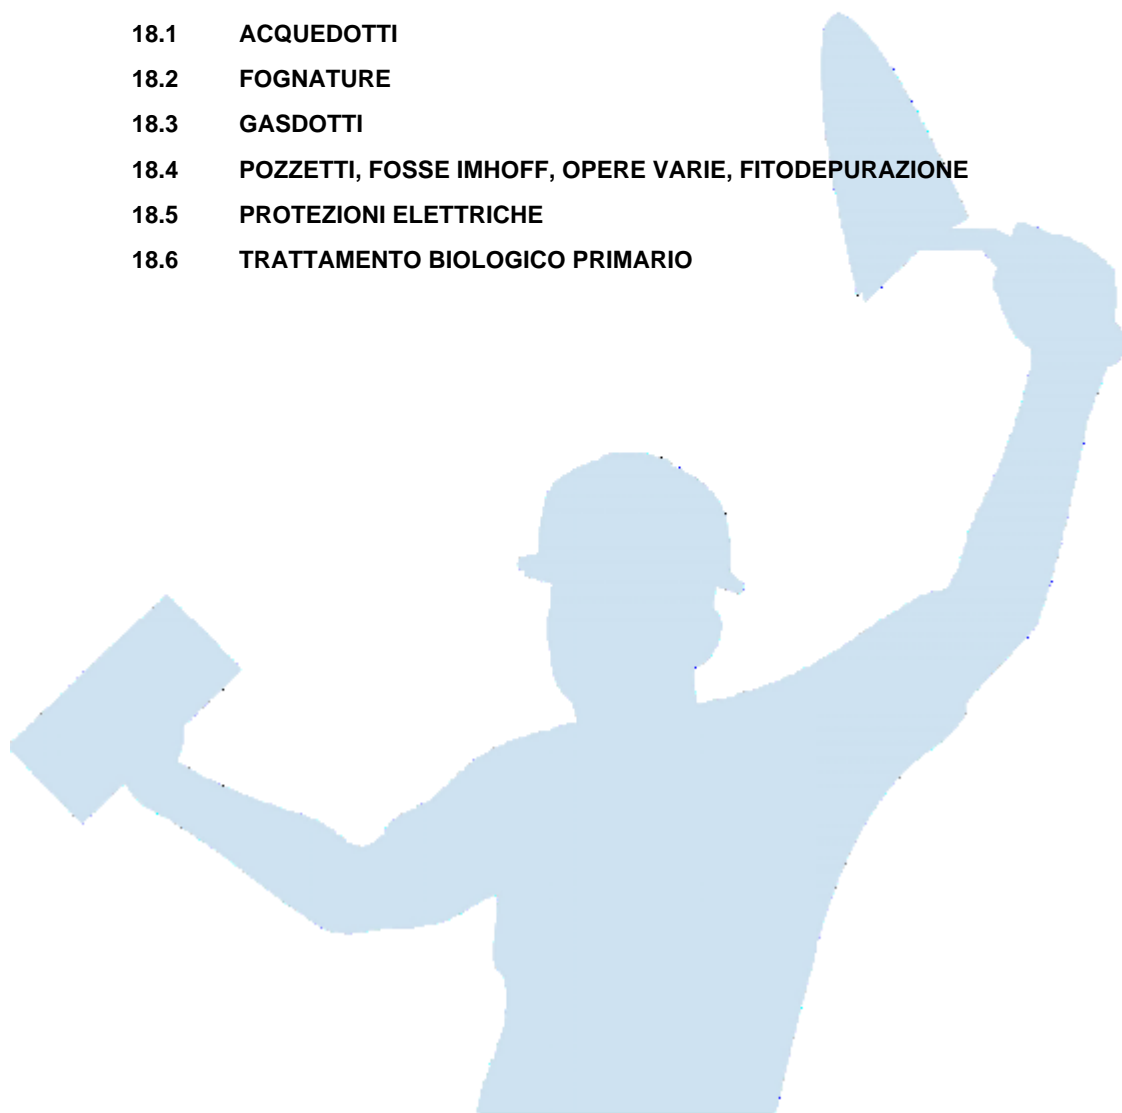 18.1 ACQUEDOTTI
18.2 FOGNATURE
18.3 GASDOTTI
18.4 POZZETTI, FOSSE IMHOFF, OPERE VARIE, FITODEPURAZIONE
18.5 PROTEZIONI ELETTRICHE
18.6 TRATTAMENTO BIOLOGICO PRIMARIO